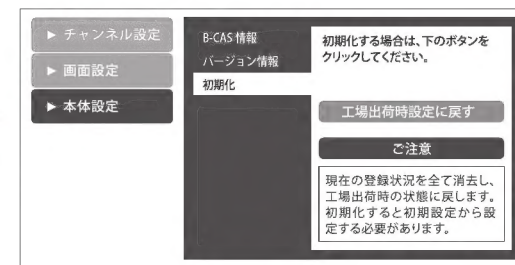 ▶ チャンネル設定
▶ 画面設定
▶ 本体設定
B-CAS 情報
バージョン情報
初期化
初期化する場合は、下のボタンを
クリックしてください。
工場出荷時設定に戻す
ご注意
現在の登録状況を全て消去し、
工場出荷時の状態に戻します。
初期化すると初期設定から設
定する必要があります。